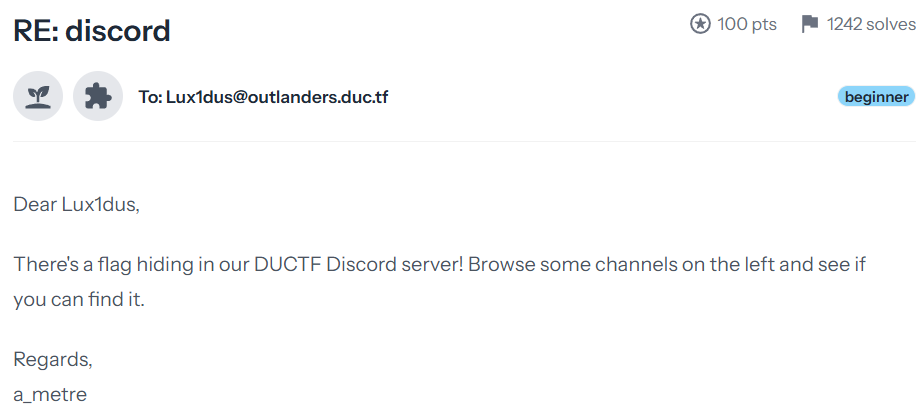 RE: discord
100 pts
1242 solves
To: Lux1dus@outlanders.duc.tf
beginner
Dear Lux1dus,
There's a flag hiding in our DUCTF Discord server! Browse some channels on the left and see if
you can find it.
Regards,
a_metre